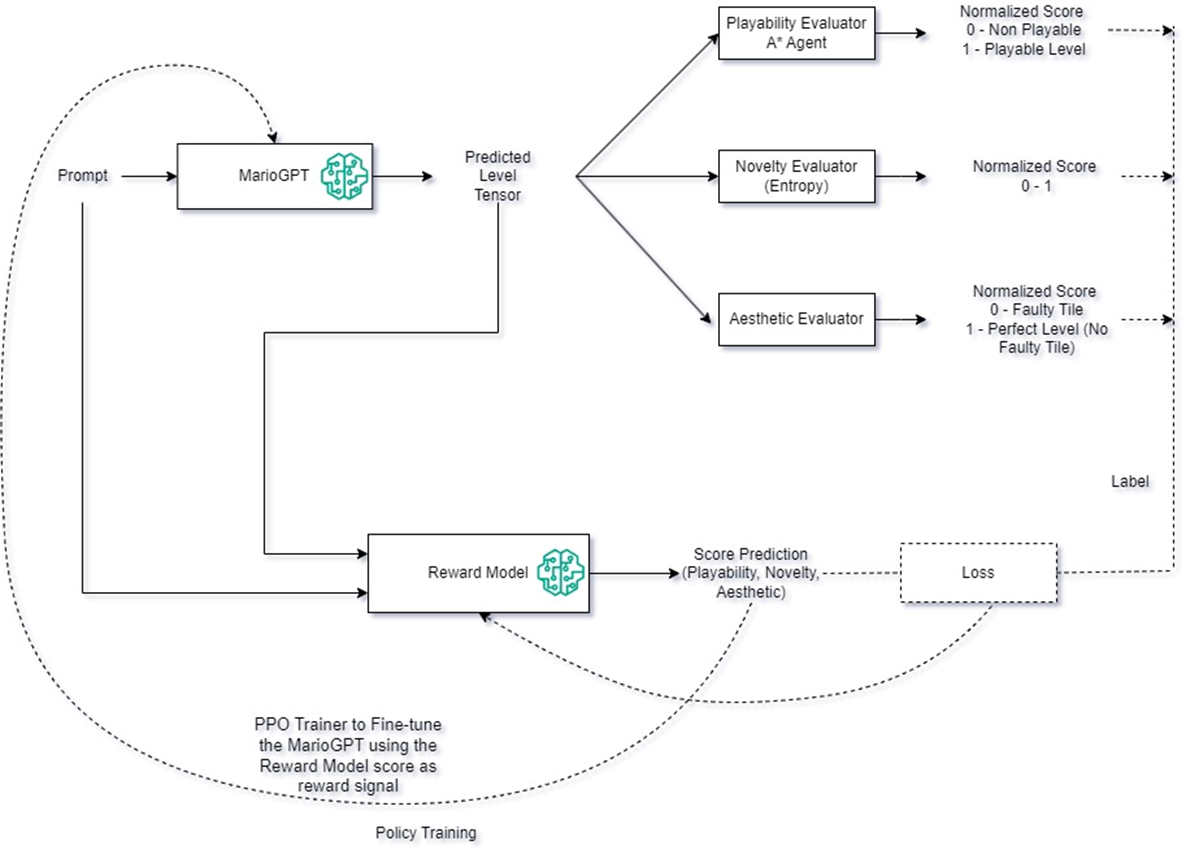 Playability Evaluator
A* Agent
Normalized Score
0 - Non Playable
1 - Playable Level
Prompt
MarioGPT
Predicted
Level
Tensor
Novelty Evaluator
(Entropy)
Normalized Score
0 - 1
Aesthetic Evaluator
Normalized Score
0 - Faulty Tile
1 - Perfect Level (No
Faulty Tile)
Label
Reward Model
Score Prediction
(Playability, Novelty,
Aesthetic)
Loss
PPO Trainer to Fine-tune
the MarioGPT using the
Reward Model score as
reward signal
Policy Training